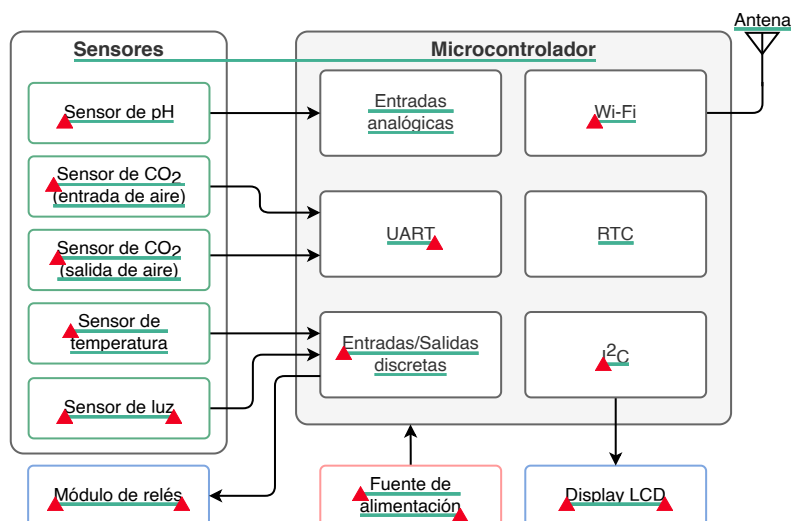 Antena
Sensores
Microcontrolador
Sensor de pH
Entradas
analógicas
Wi-Fi
Sensor de CO2
(entrada de aire)
UART
RTC
Sensor de CO2
(salida de aire)
Sensor de
temperatura
Entradas/Salidas
discretas
I2C
Sensor de luz
Módulo de relés
Fuente de
alimentación
Display LCD